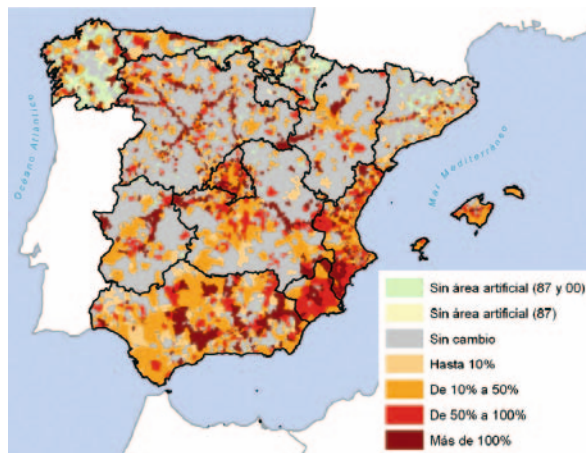 Océano Atlántico
Mar Mediterráneo
Sin área artificial (87 y 00)
Sin área artificial (87)
Sin cambio
Hasta 10%
De 10% a 50%
De 50% a 100%
Más de 100%